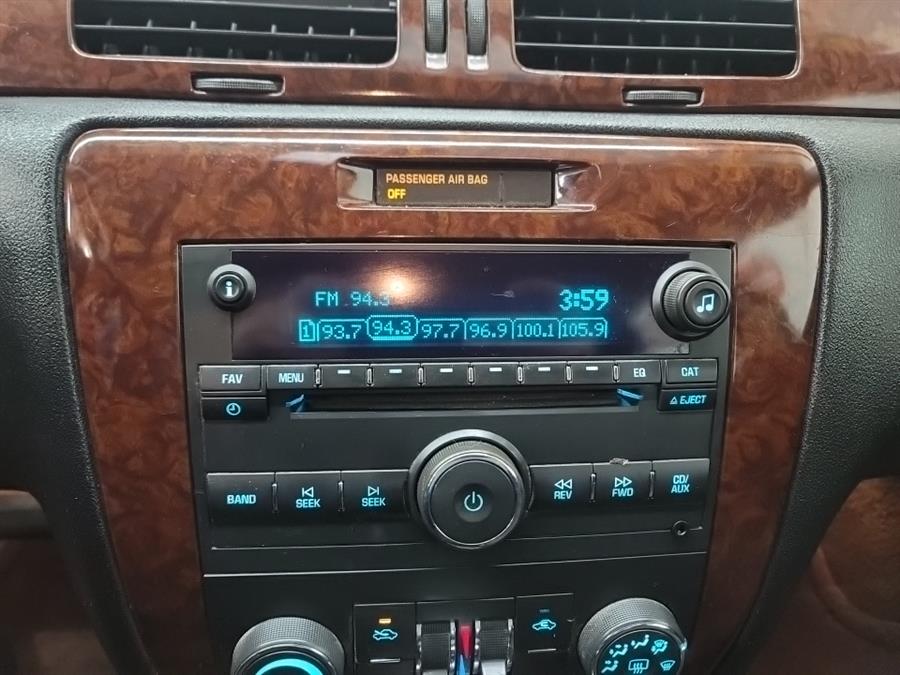 PASSENGER AIR BAG
OFF
i
FM 94.3 3:59
1 93.7 94.3 97.7 96.9 100.1 105.9
FAV MENU EQ CAT
EJECT
BAND SEEK SEEK REV FWD CD/
AUX